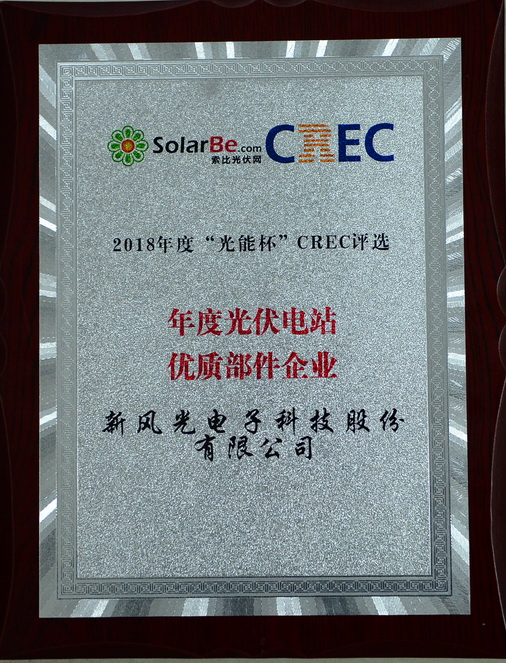 SolarBe.com
索比光伏网
CREC
2018年度“光能杯”CREC评选
年度光伏电站
优质部件企业
新风光电子科技股份
有限公司